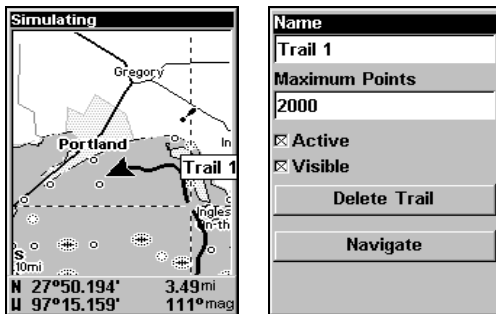 Simulating
Gregory
Portland
In
Trail 1
Ingles
On-th
S
10mi
N 27°50.194' 3.49mi
W 97°15.159' 111°mag
Name
Trail 1
Maximum Points
2000
Active
Visible
Delete Trail
Navigate